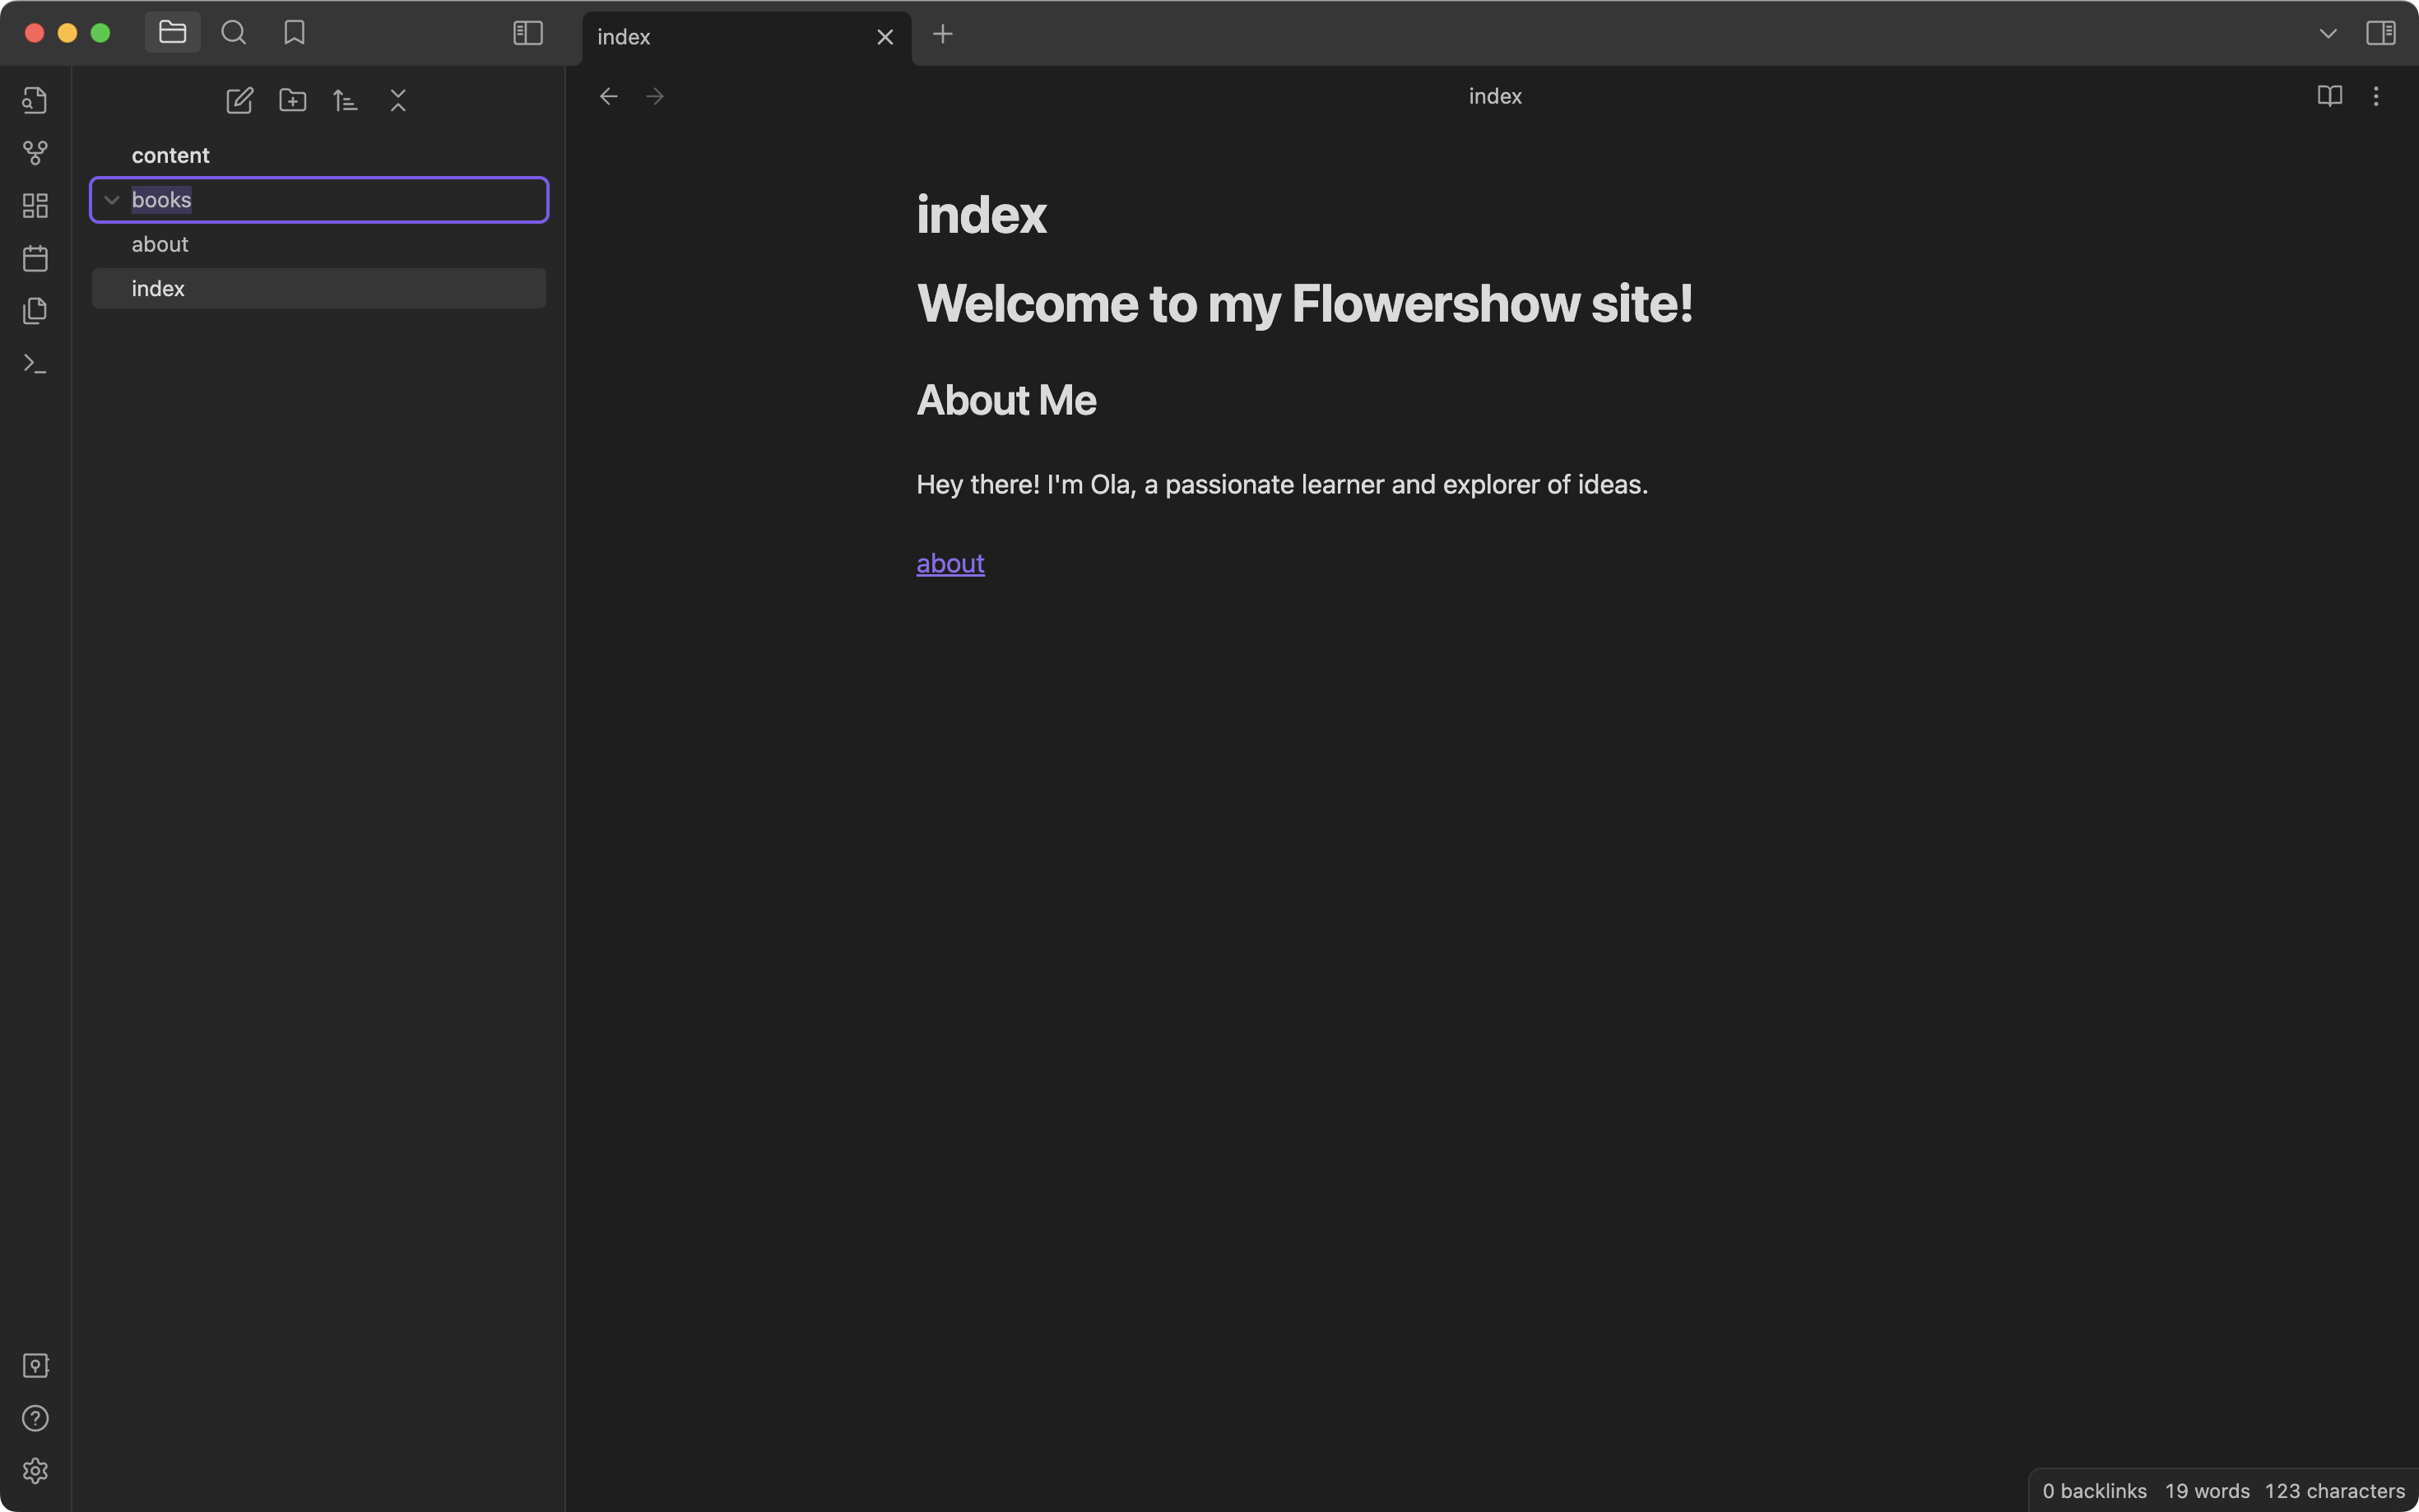 index
index
content
books
about
index
index
Welcome to my Flowershow site!
About Me
Hey there! I'm Ola, a passionate learner and explorer of ideas.
about
0 backlinks 19 words 123 characters